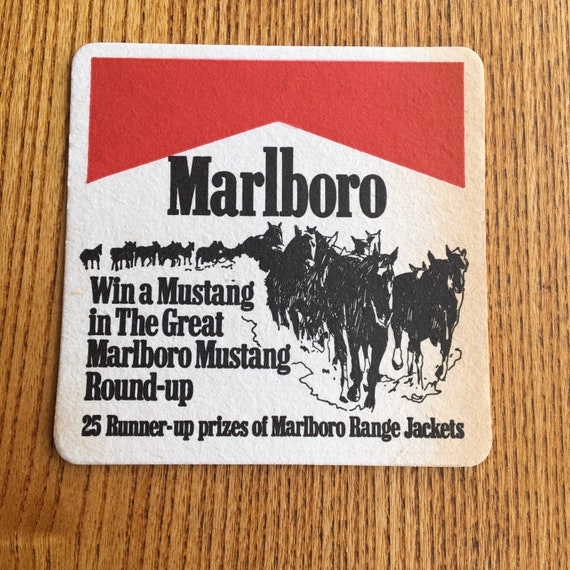 Marlboro
Win a Mustang
in The Great
Marlboro Mustang
Round-up
25 Runner-up prizes of Marlboro Range Jackets